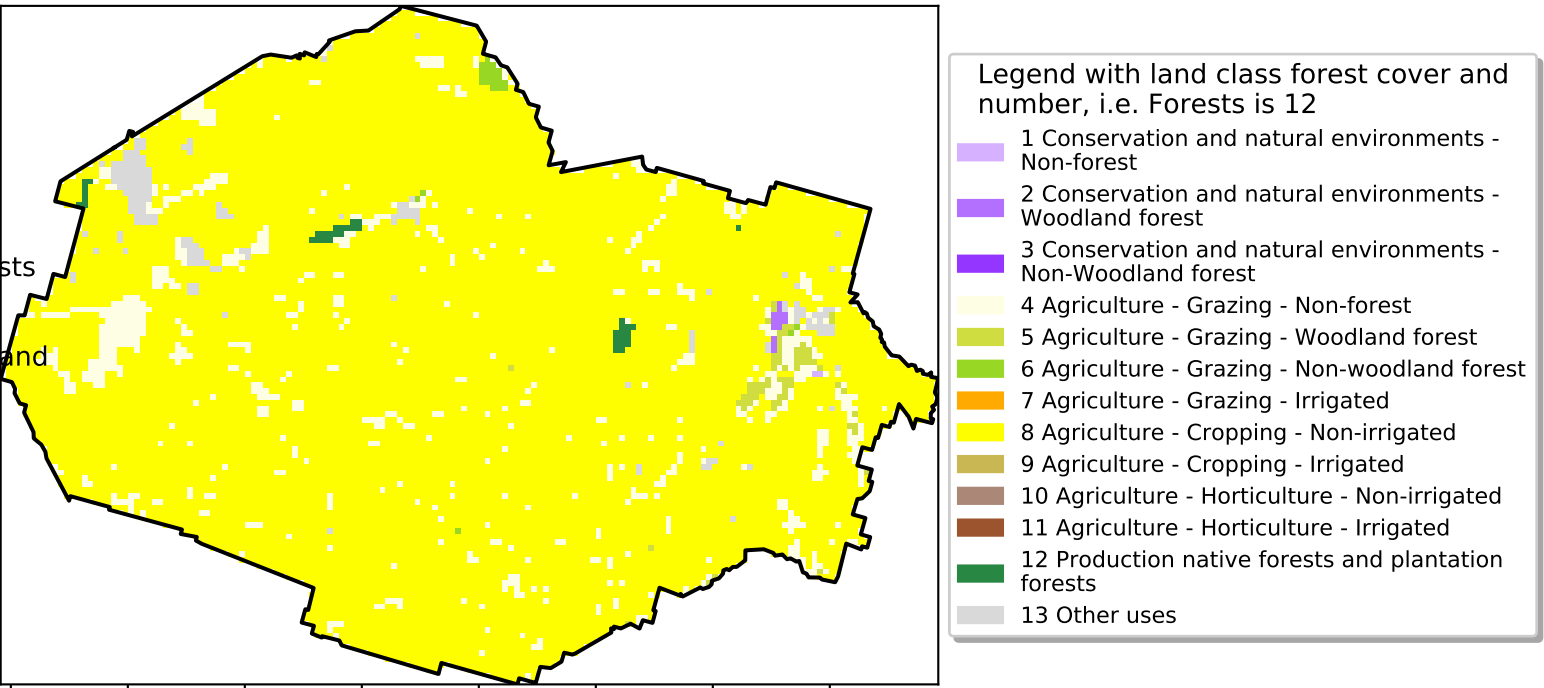 sts
and
Legend with land class forest cover and
number, i.e. Forests is 12
1 Conservation and natural environments -
Non-forest
2 Conservation and natural environments -
Woodland forest
3 Conservation and natural environments -
Non-Woodland forest
4 Agriculture - Grazing - Non-forest
5 Agriculture - Grazing - Woodland forest
6 Agriculture - Grazing - Non-woodland forest
7 Agriculture - Grazing - Irrigated
8 Agriculture - Cropping - Non-irrigated
9 Agriculture - Cropping - Irrigated
10 Agriculture - Horticulture - Non-irrigated
11 Agriculture - Horticulture - Irrigated
12 Production native forests and plantation
forests
13 Other uses